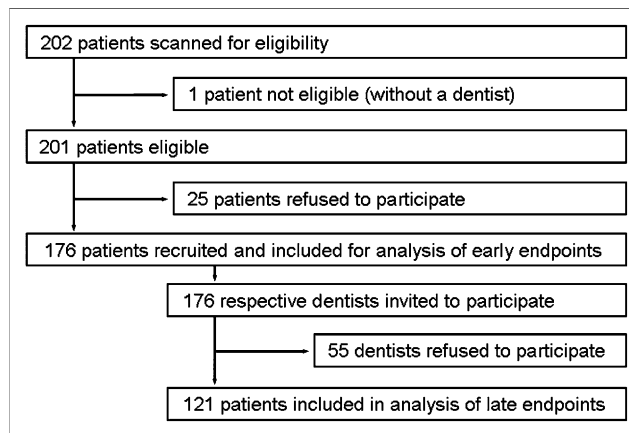 202 patients scanned for eligibility
1 patient not eligible (without a dentist)
201 patients eligible
25 patients refused to participate
176 patients recruited and included for analysis of early endpoints
176 respective dentists invited to participate
55 dentists refused to participate
121 patients included in analysis of late endpoints